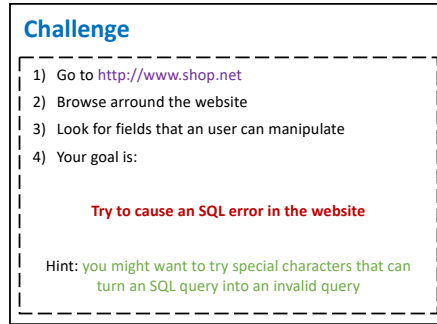 Challenge
1) Go to http://www.shop.net
2) Browse arround the website
3) Look for fields that an user can manipulate
4) Your goal is:
Try to cause an SQL error in the website
Hint: you might want to try special characters that can
turn an SQL query into an invalid query